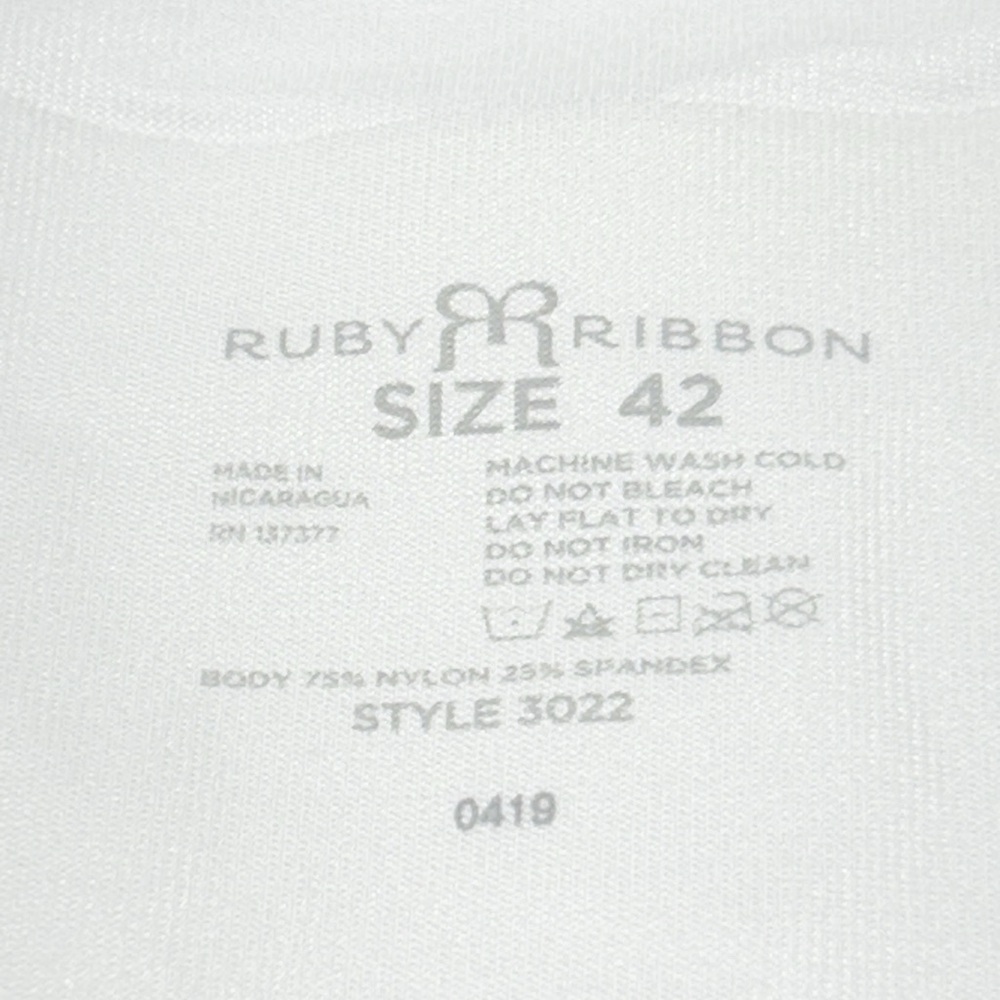 RUBY RR RIBBON
SIZE 42
MADE IN
NICARAGUA
RN 137377
MACHINE WASH COLD
DO NOT BLEACH
LAY FLAT TO DRY
DO NOT IRON
DO NOT DRY CLEAN
BODY 75% NYLON 25% SPANDEX
STYLE 3022
0419